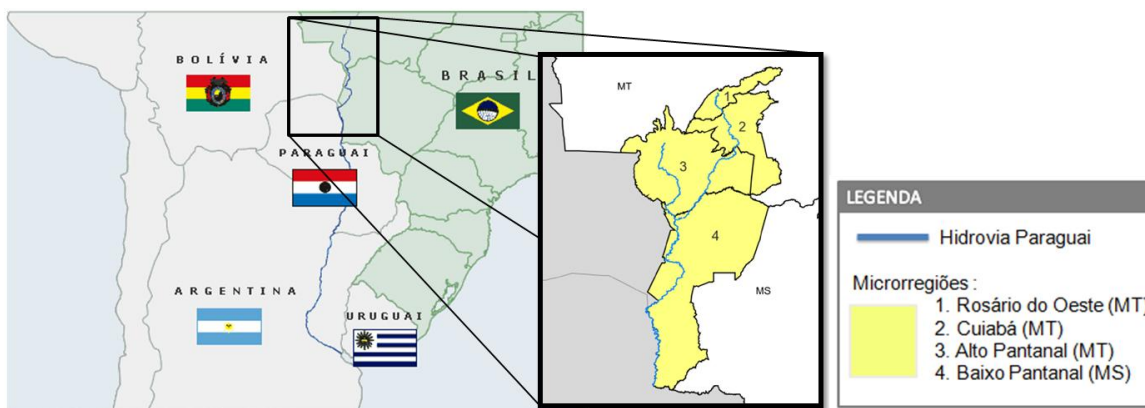 BOLÍVIA
BRASIL
PARAGUAI
ARGENTINA
URUGUAI
MT
1
2
3
4
MS
LEGENDA
Hidrovia Paraguai
Microrregiões :
1. Rosário do Oeste (MT)
2. Cuiabá (MT)
3. Alto Pantanal (MT)
4. Baixo Pantanal (MS)